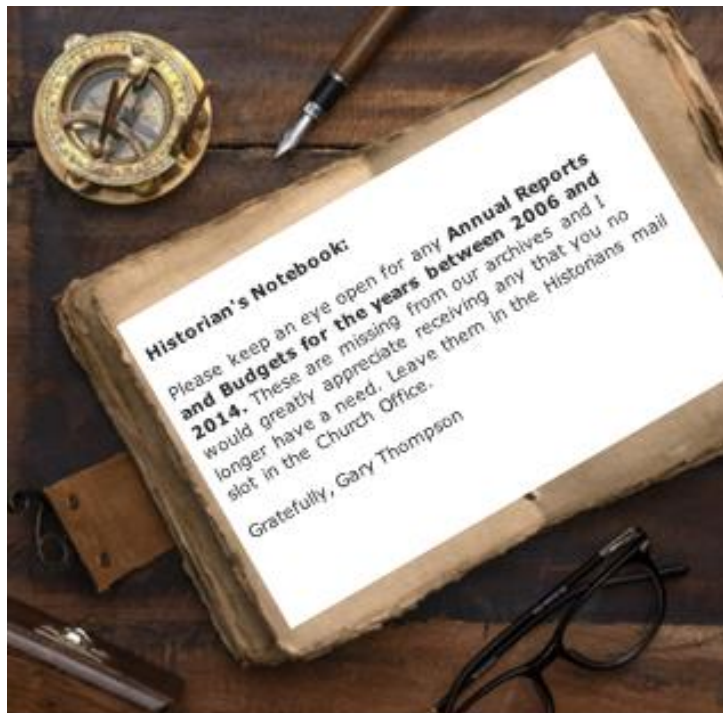 Historian's Notebook:
Please keep an eye open for any Annual Reports
and Budgets for the years between 2006 and
2014. These are missing from our archives and I
would greatly appreciate receiving any that you no
longer have a need. Leave them in the Historians mail
slot in the Church Office.
Gratefully, Gary Thompson